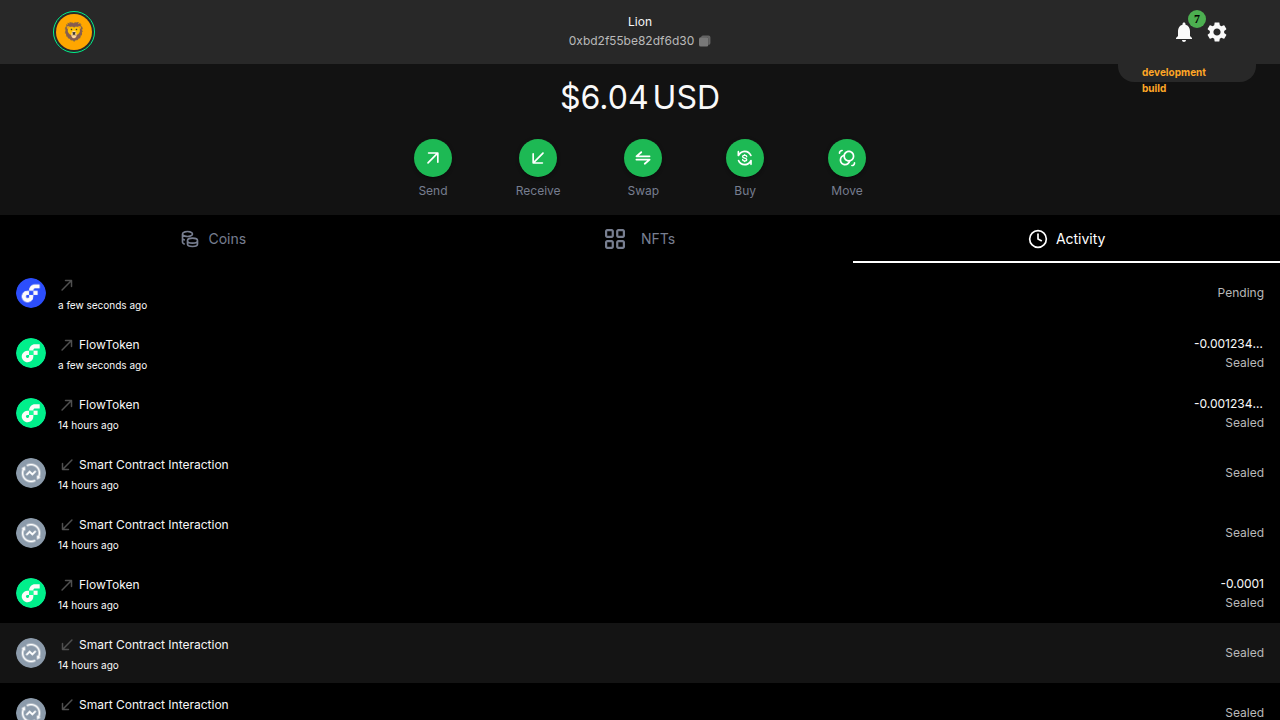 Lion
0xbd2f55be82df6d30
7
development
build
$6.04 USD
Send
Receive
Swap
Buy
Move
Coins
NFTs
Activity
a few seconds ago
Pending
FlowToken
-0.001234...
a few seconds ago
Sealed
FlowToken
-0.001234...
14 hours ago
Sealed
Smart Contract Interaction
14 hours ago
Sealed
Smart Contract Interaction
14 hours ago
Sealed
FlowToken
-0.0001
14 hours ago
Sealed
Smart Contract Interaction
14 hours ago
Sealed
Smart Contract Interaction
Sealed